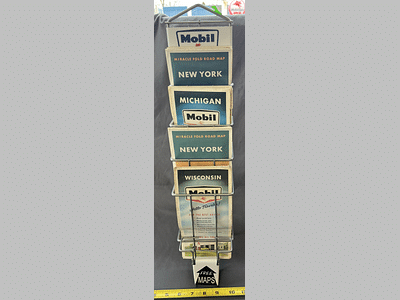 Mobil
MIRACLE FOLD ROAD MAP
NEW YORK
MICHIGAN
Mobil
MIRACLE FOLD ROAD MAP
NEW YORK
WISCONSIN
Mobil
FREE
MAPS